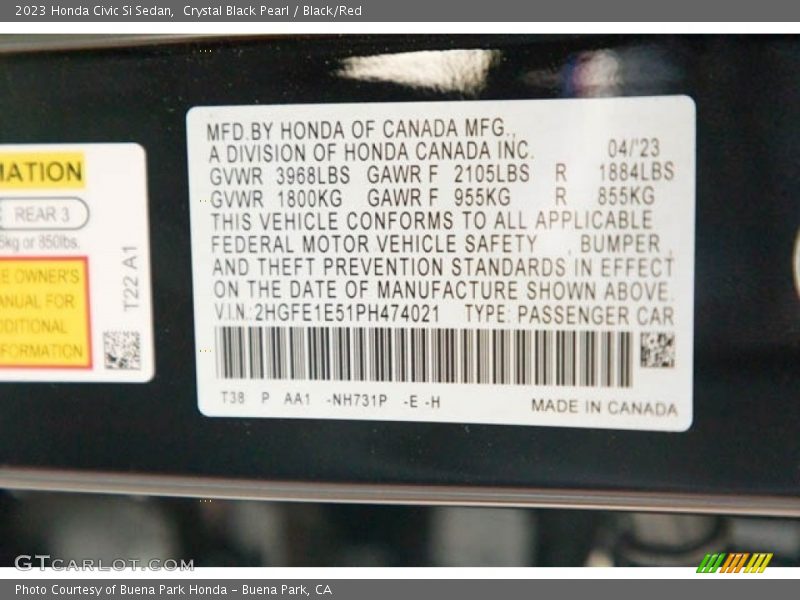 2023 Honda Civic Si Sedan,  Crystal Black Pearl / Black/Red
MATION
REAR 3
5kg or 850lbs.
E OWNER'S
ANUAL FOR
DDITIONAL
FORMATION
T22 A1
MFD.BY HONDA OF CANADA MFG.,
A DIVISION OF HONDA CANADA INC. 04/'23
GVWR 3968LBS GAWR F 2105LBS R 1884LBS
GVWR 1800KG GAWR F 955KG R 855KG
THIS VEHICLE CONFORMS TO ALL APPLICABLE
FEDERAL MOTOR VEHICLE SAFETY , BUMPER ,
AND THEFT PREVENTION STANDARDS IN EFFECT
ON THE DATE OF MANUFACTURE SHOWN ABOVE.
V.I.N.:2HGFE1E51PH474021 TYPE: PASSENGER CAR
T38 P AA1 -NH731P -E -H
MADE IN CANADA
GTCARLOT.COM
Photo Courtesy of Buena Park Honda - Buena Park, CA